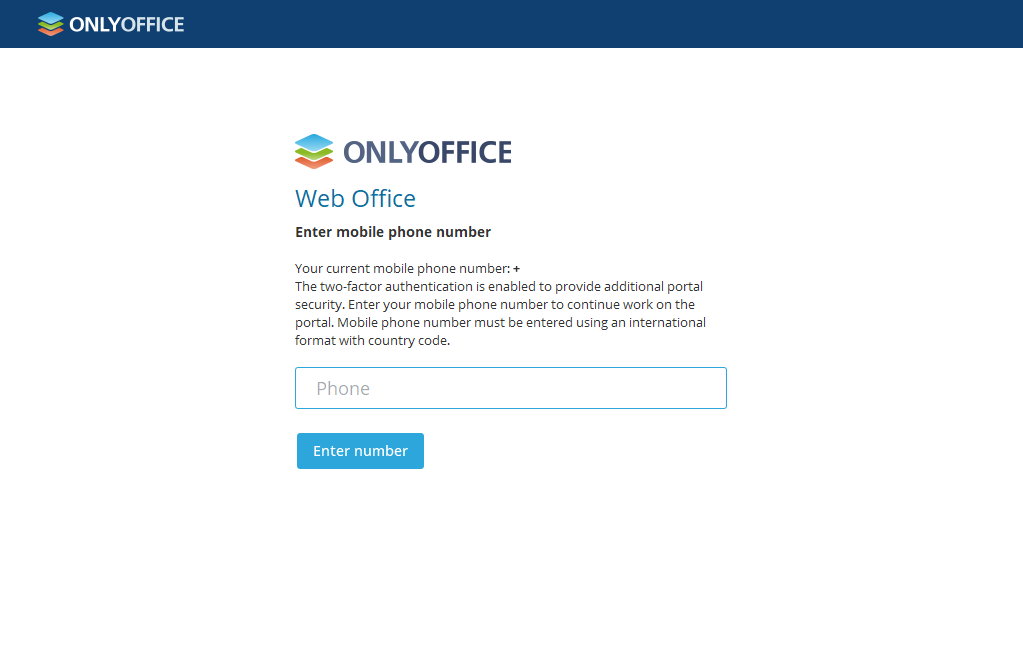 ONLYOFFICE
ONLYOFFICE
Web Office
Enter mobile phone number
Your current mobile phone number: +
The two-factor authentication is enabled to provide additional portal
security. Enter your mobile phone number to continue work on the
portal. Mobile phone number must be entered using an international
format with country code.
Phone
Enter number